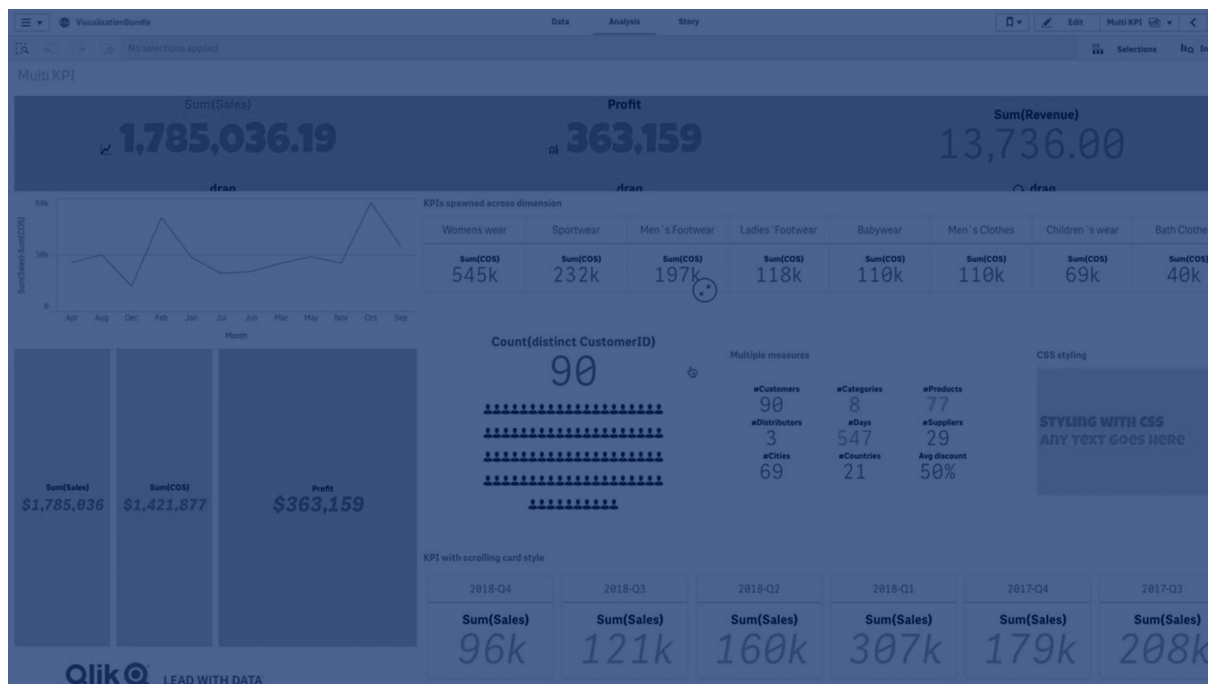 VisualizationBundle
Data Analysis Story
Edit Multi KPI
No selections applied
Selections
Multi KPI
Sum(Sales)
1,785,036.19
drag
Profit
363,159
drag
Sum(Revenue)
13,736.00
drag
Sum(Sales)-Sum(COS)
0
Apr Aug Dec Feb Jan Jul Jun Mar May Nov Oct Sep
Month
KPIs spawned across dimension
Womens wear Sportwear Men´s Footwear Ladies´Footwear Babywear Men´s Clothes Children´s wear Bath Clothe
Sum(COS) Sum(COS) Sum(COS) Sum(COS) Sum(COS) Sum(COS) Sum(COS) Sum(COS)
545k 232k 197k 118k 110k 110k 69k 40k
Count(distinct CustomerID)
90
Multiple measures
#Customers #Categories #Products
90 8 77
#Distributors #Days #Suppliers
3 547 29
#Cities #Countries Avg discount
69 21 50%
CSS styling
STYLING WITH CSS
ANY TEXT GOES HERE
Sum(Sales)
$1,785,036
Sum(COS)
$1,421,877
Profit
$363,159
KPI with scrolling card style
2018-Q4 2018-Q3 2018-Q2 2018-Q1 2017-Q4 2017-Q3
Sum(Sales) Sum(Sales) Sum(Sales) Sum(Sales) Sum(Sales) Sum(Sales)
96k 121k 160k 307k 179k 208k
Qlik LEAD WITH DATA